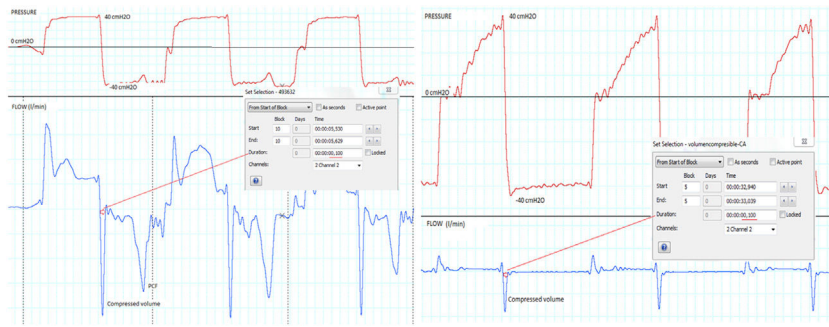 PRESSURE
40 cmH2O
0 cmH2O
-40 cmH2O
FLOW (l/min)
Set Selection - 493632
From Start of Block
As seconds
Active point
Block Days Time
Start 10 0 00:00:05,530
End: 10 0 00:00:05,629
Duration: 0 00:00:00,100 Locked
Channels: 2 Channel 2
PCF
Compressed volume
PRESSURE
40 cmH2O
0 cmH2O
-40 cmH2O
FLOW (l/min)
Set Selection - volumencompresible-CA
From Start of Block
As seconds
Active point
Block Days Time
Start 5 0 00:00:32,940
End: 5 0 00:00:33,039
Duration: 0 00:00:00,100 Locked
Channels: 2 Channel 2
Compressed volume